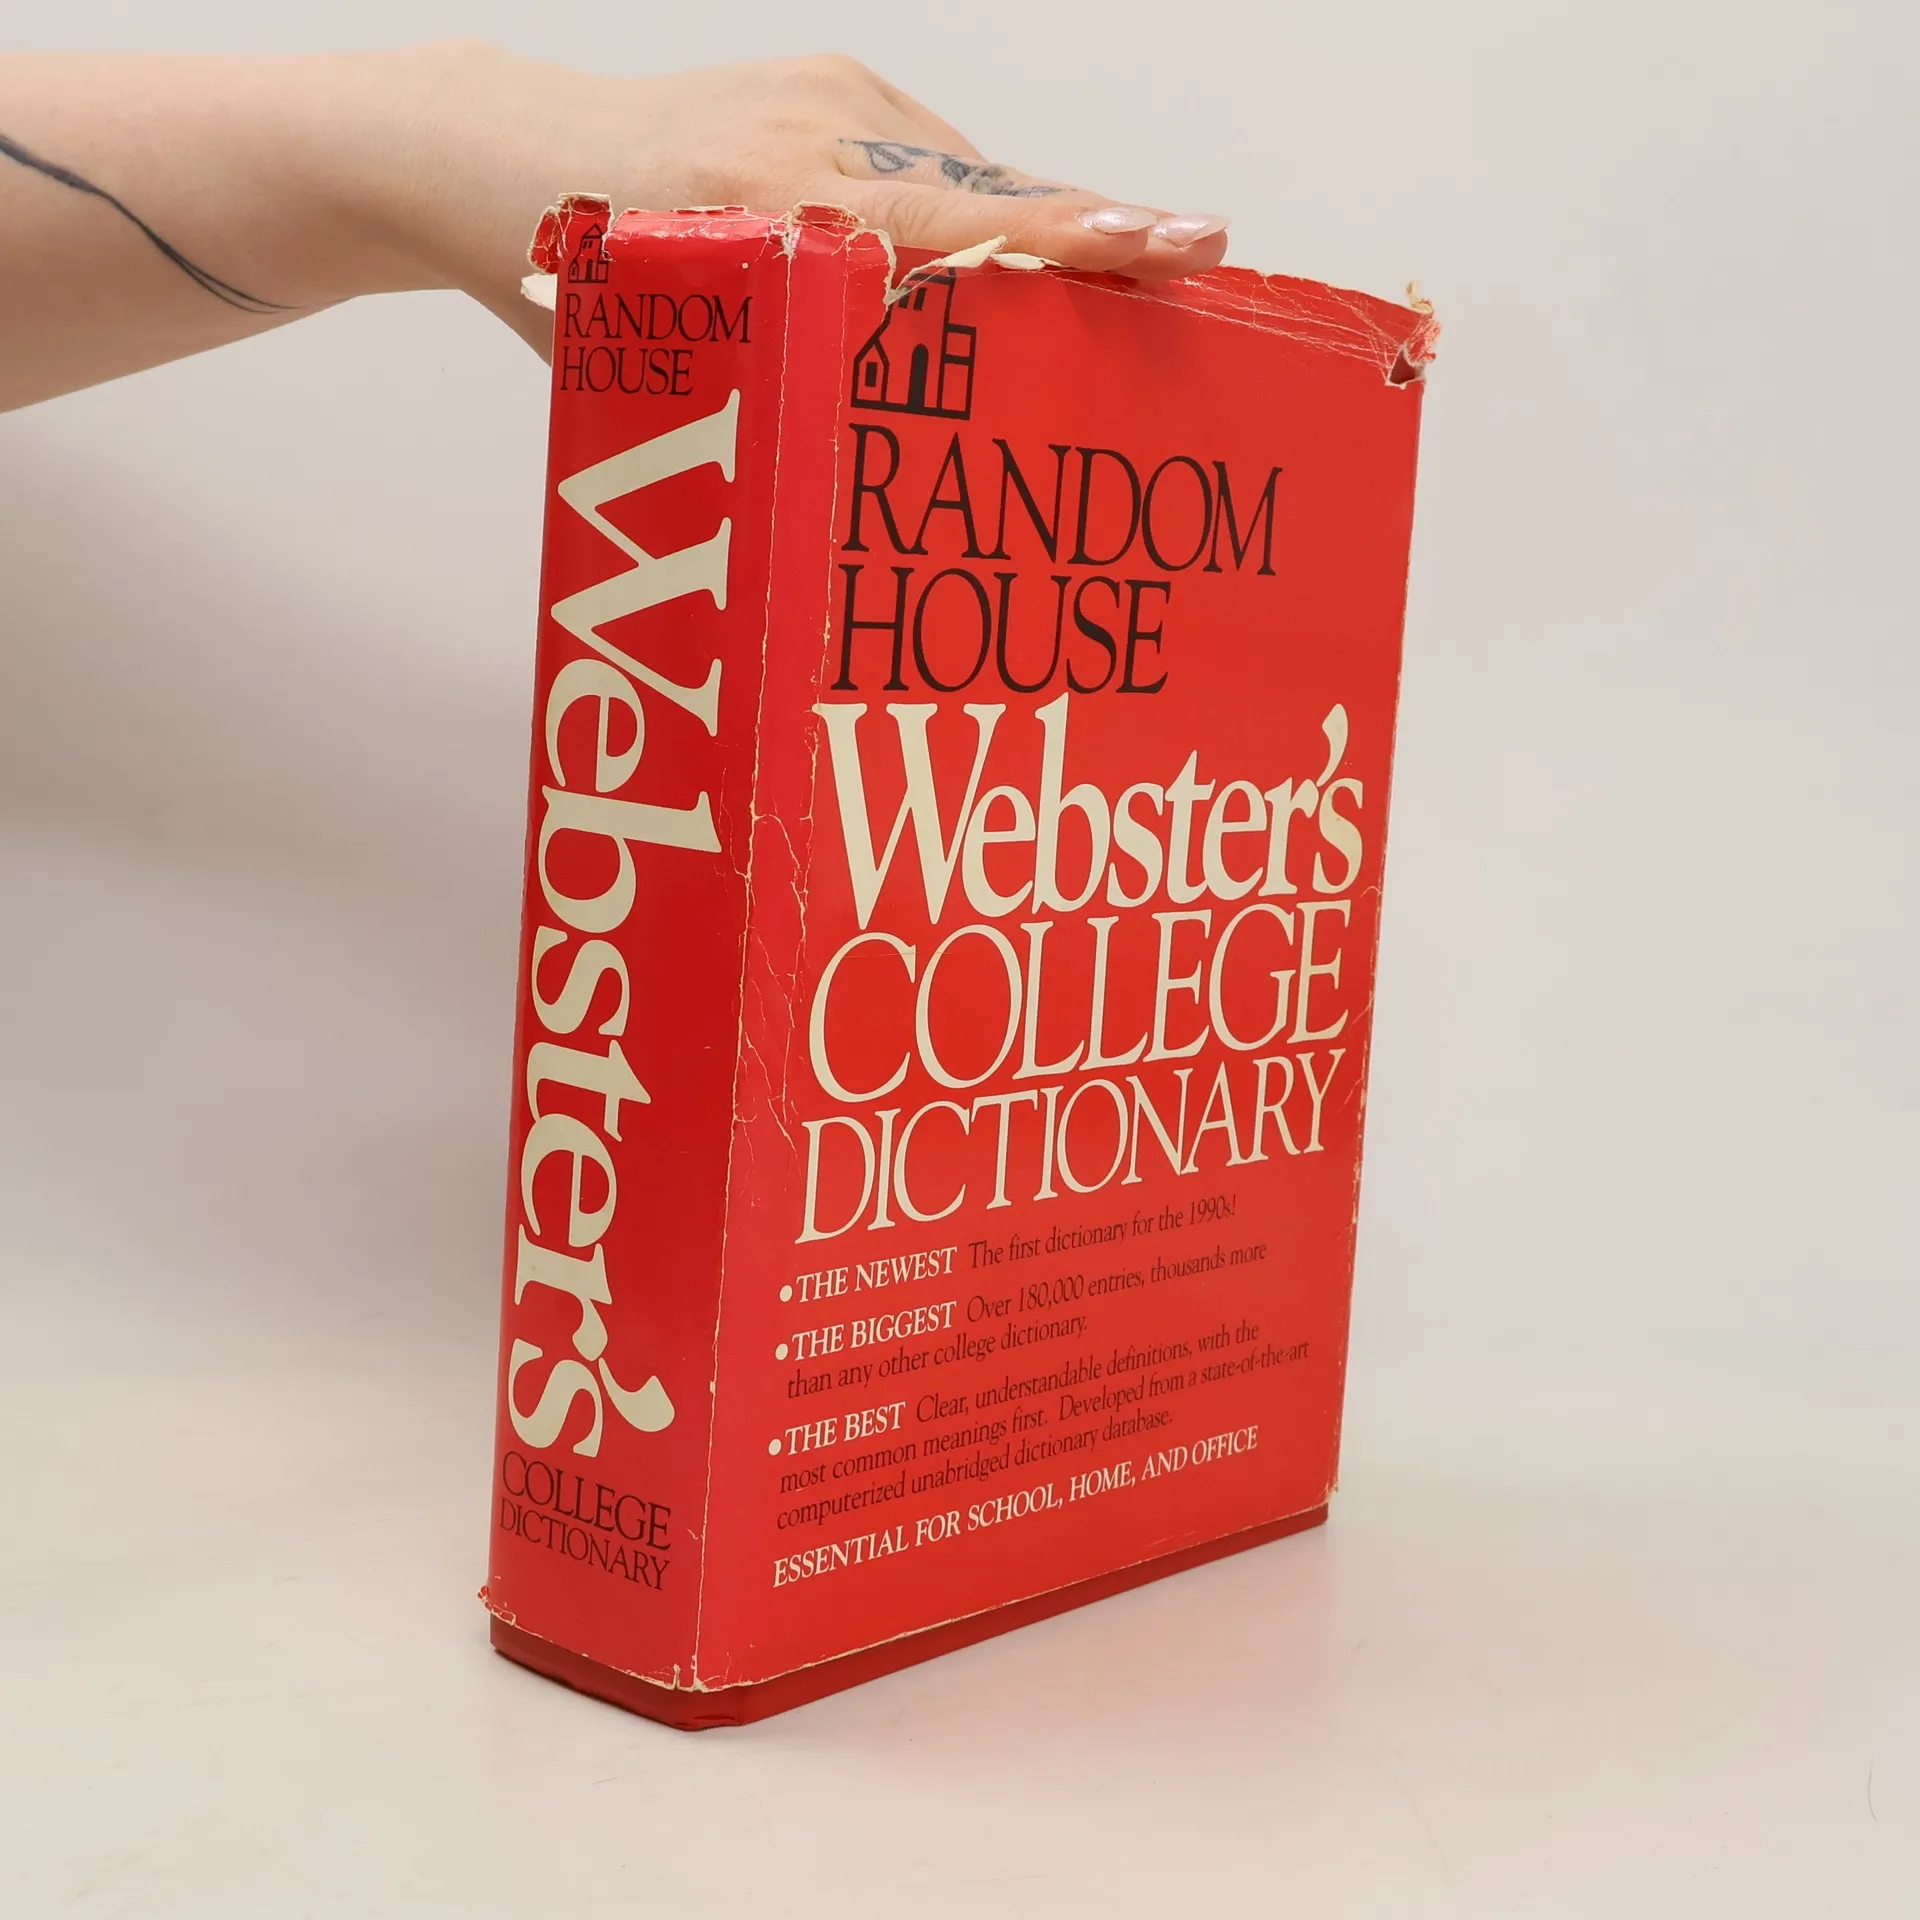 RANDOM
HOUSE
Webster's
COLLEGE
DICTIONARY
RANDOM
HOUSE
Webster's
COLLEGE
DICTIONARY
•THE NEWEST The first dictionary for the 1990s!
•THE BIGGEST Over 180,000 entries, thousands more
than any other college dictionary.
•THE BEST Clear, understandable definitions, with the
most common meanings first. Developed from a state-of-the-art
computerized unabridged dictionary database.
ESSENTIAL FOR SCHOOL, HOME, AND OFFICE